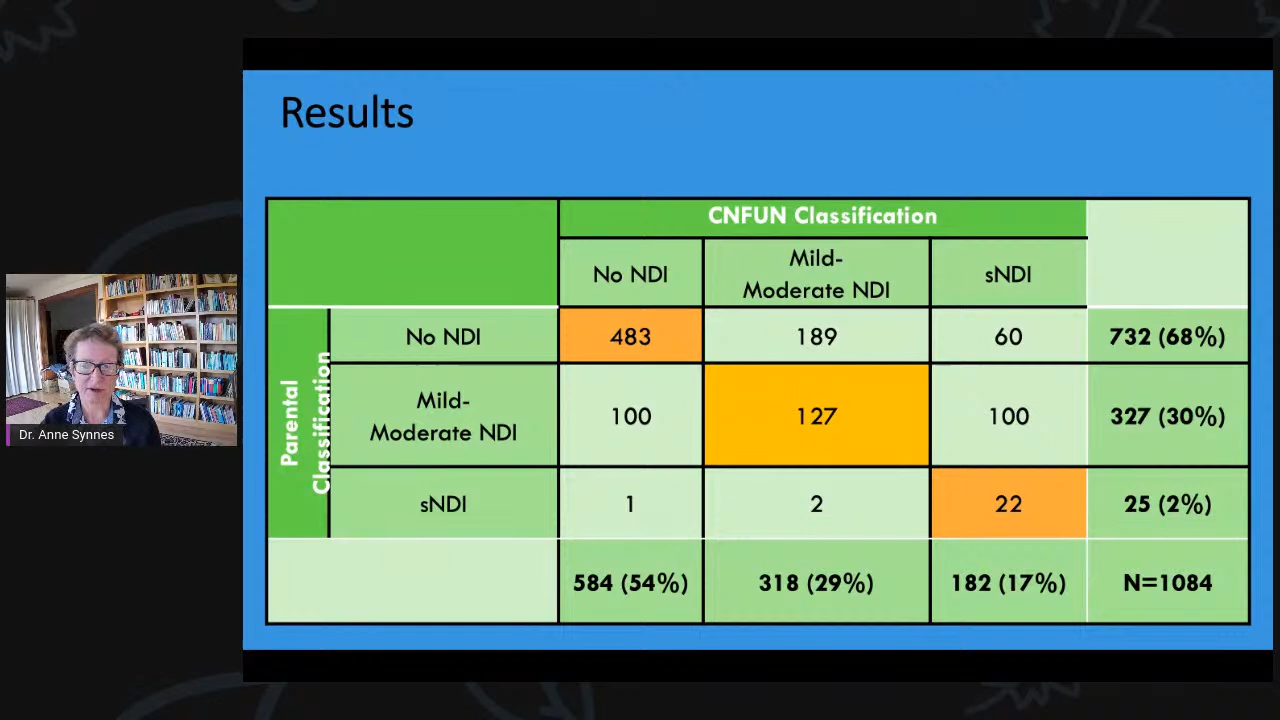 Results
CNFUN Classification
No NDI
Mild-
Moderate NDI
sNDI
Parental
Classification
No NDI
483
189
60
732 (68%)
Mild-
Moderate NDI
100
127
100
327 (30%)
sNDI
1
2
22
25 (2%)
584 (54%)
318 (29%)
182 (17%)
N=1084
Dr. Anne Synnes